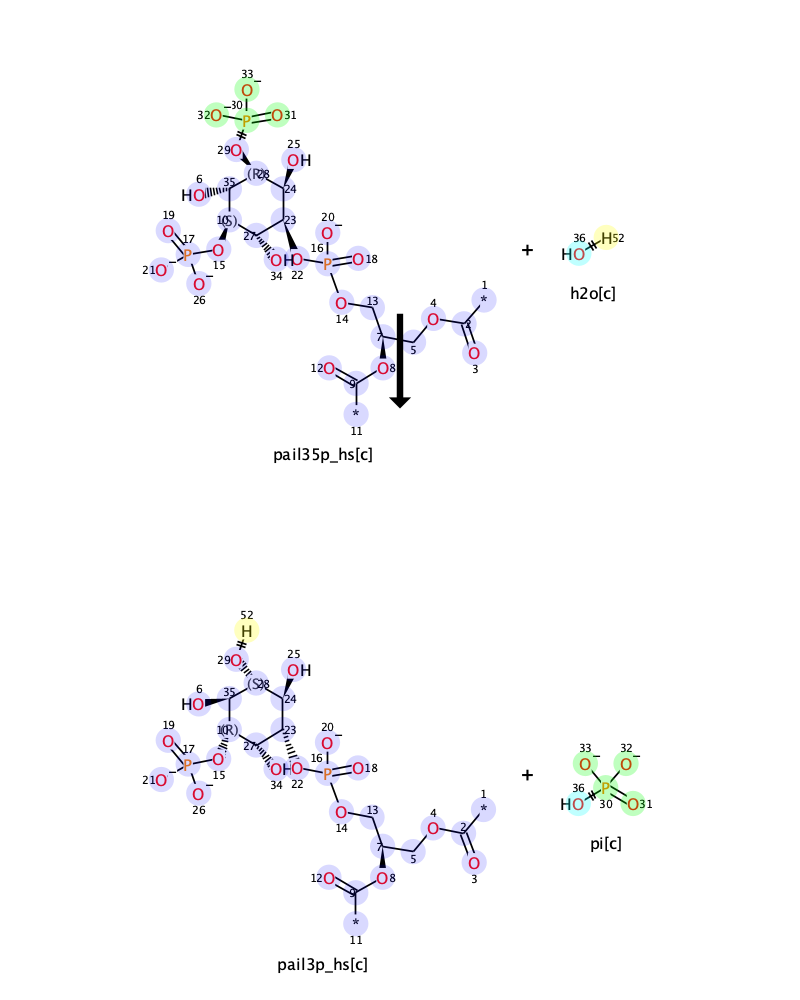 33
O−
30
32 O− P O 31
29 O
25
OH
(R) 28
6
HO 35
24
19
O
10 (S)
17
P
O
15
27
23
20
O−
16
P O 18
21 O−
O−
26
OH
34
O
22
+
36
HO H 52
h2o[c]
O
14
13
4
O
1
*
2
7
5
O
3
12 O
9
O 8
*
11
pail35p_hs[c]
52
H
29 O
25
OH
(S) 28
6
HO 35
24
19
O
10 (R)
17
P
O
15
27
23
20
O−
16
P O 18
21 O−
O−
26
OH
34
O
22
+
33
O−
32
O−
36
HO P O 31
30
pi[c]
O
14
13
4
O
1
*
2
7
5
O
3
12 O
9
O 8
*
11
pail3p_hs[c]